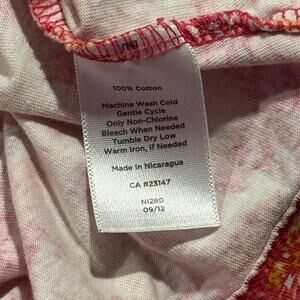 100% Cotton
Machine Wash Cold
Gentle Cycle
Only Non-Chlorine
Bleach When Needed
Tumble Dry Low
Warm Iron, If Needed
Made in Nicaragua
CA #23147
NI280
09/12